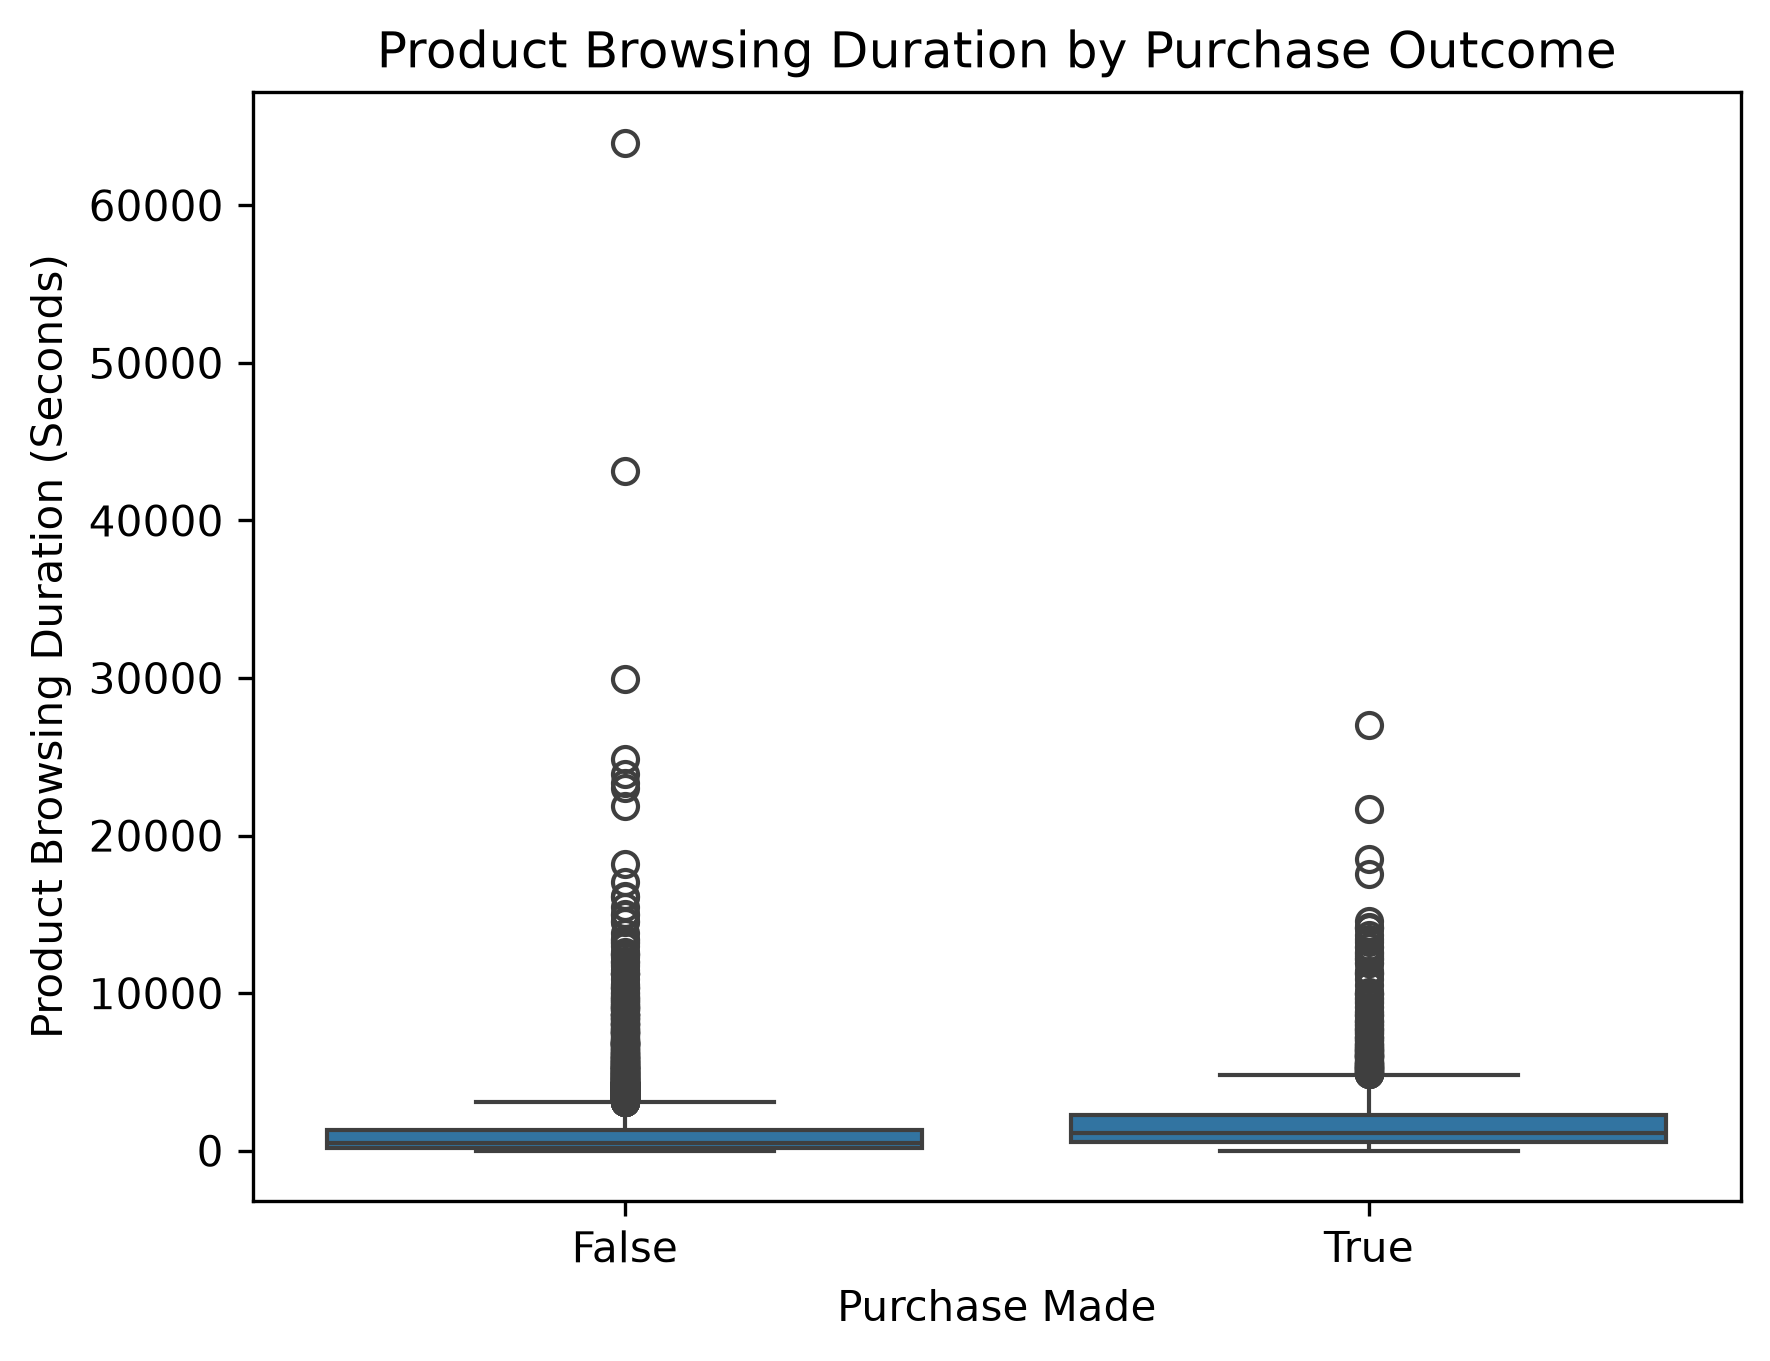 Product Browsing Duration by Purchase Outcome
Product Browsing Duration (Seconds)
60000
50000
40000
30000
20000
10000
0
False
True
Purchase Made